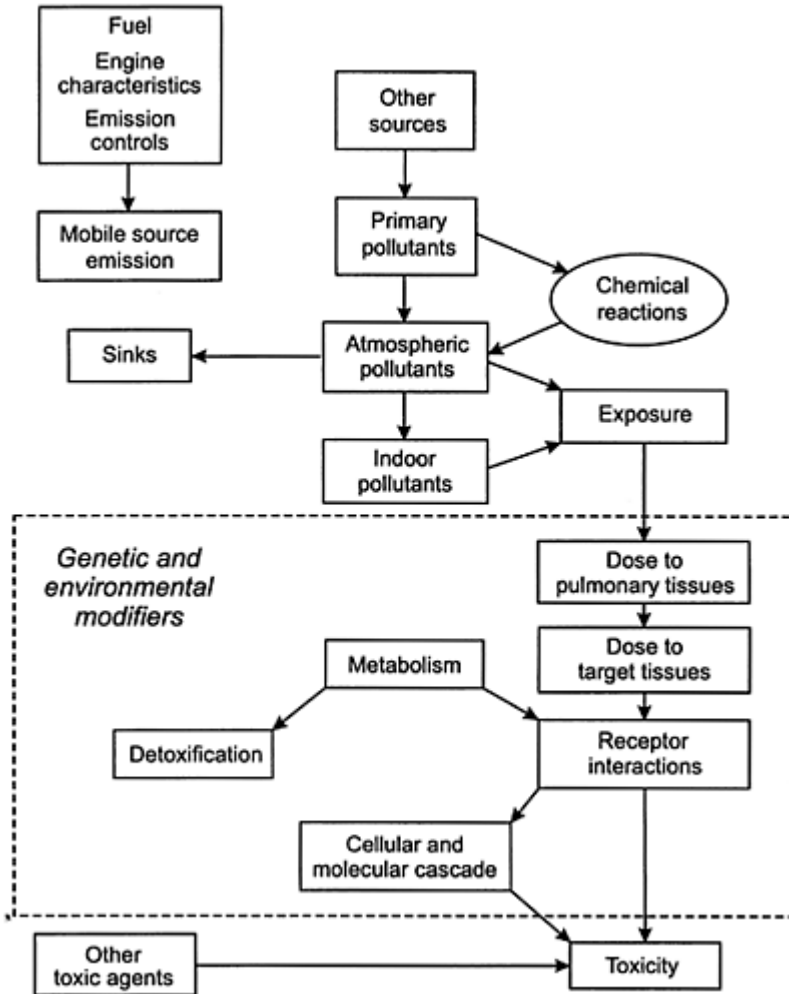 Fuel
Engine
characteristics
Emission
controls
Other
sources
Mobile source
emission
Primary
pollutants
Chemical
reactions
Sinks
Atmospheric
pollutants
Exposure
Indoor
pollutants
Genetic and
environmental
modifiers
Dose to
pulmonary tissues
Metabolism
Dose to
target tissues
Detoxification
Receptor
interactions
Cellular and
molecular cascade
Other
toxic agents
Toxicity